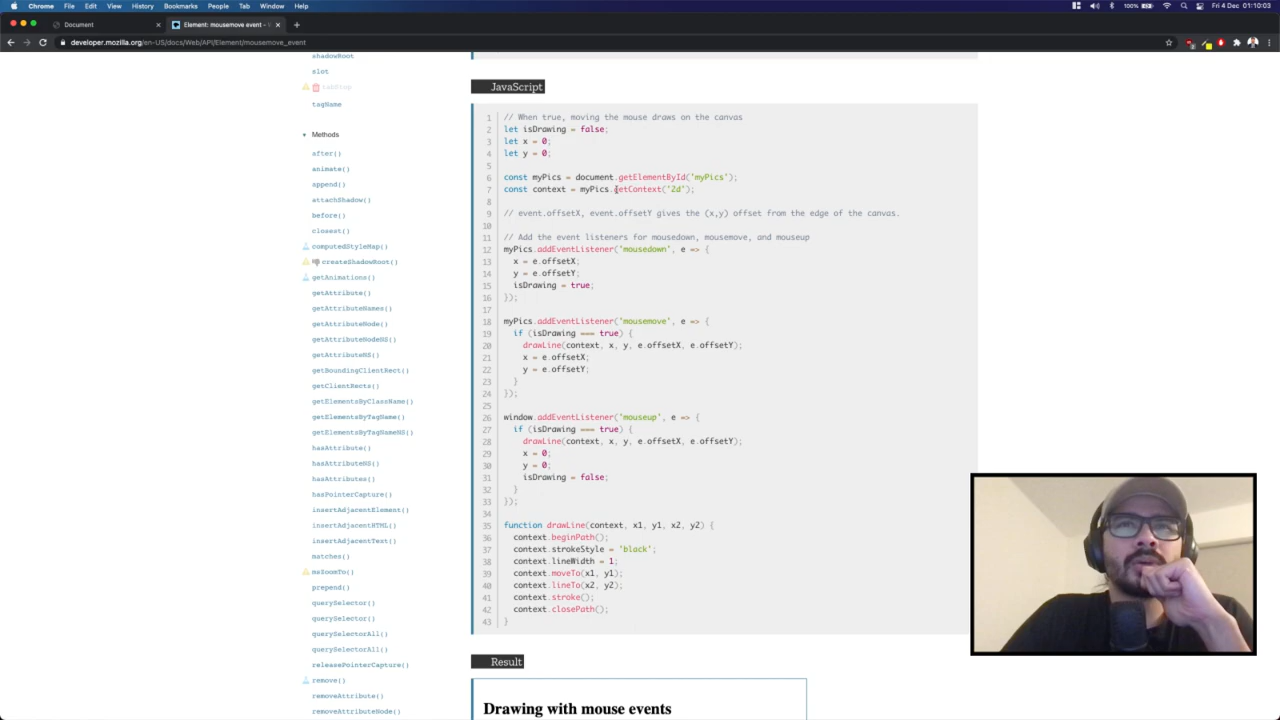 Chrome File Edit View History Bookmarks People Tab Window Help
100% Fri 4 Dec 01:10:03
Document
Element: mousemove event -
developer.mozilla.org/en-US/docs/Web/API/Element/mousemove_event
shadowRoot
slot
tabStop
tagName
Methods
after()
animate()
append()
attachShadow()
before()
closest()
computedStyleMap()
createShadowRoot()
getAnimations()
getAttribute()
getAttributeNames()
getAttributeNode()
getAttributeNodeNS()
getAttributeNS()
getBoundingClientRect()
getClientRects()
getElementsByClassName()
getElementsByTagName()
getElementsByTagNameNS()
hasAttribute()
hasAttributeNS()
hasAttributes()
hasPointerCapture()
insertAdjacentElement()
insertAdjacentHTML()
insertAdjacentText()
matches()
msZoomTo()
prepend()
querySelector()
querySelector()
querySelectorAll()
querySelectorAll()
releasePointerCapture()
remove()
removeAttribute()
removeAttributeNode()
JavaScript
1 // When true, moving the mouse draws on the canvas
2 let isDrawing = false;
3 let x = 0;
4 let y = 0;
5
6 const myPics = document.getElementById('myPics');
7 const context = myPics.getContext('2d');
8
9 // event.offsetX, event.offsetY gives the (x,y) offset from the edge of the canvas.
10
11 // Add the event listeners for mousedown, mousemove, and mouseup
12 myPics.addEventListener('mousedown', e => {
13 x = e.offsetX;
14 y = e.offsetY;
15 isDrawing = true;
16 });
17
18 myPics.addEventListener('mousemove', e => {
19 if (isDrawing === true) {
20 drawLine(context, x, y, e.offsetX, e.offsetY);
21 x = e.offsetX;
22 y = e.offsetY;
23 }
24 });
25
26 window.addEventListener('mouseup', e => {
27 if (isDrawing === true) {
28 drawLine(context, x, y, e.offsetX, e.offsetY);
29 x = 0;
30 y = 0;
31 isDrawing = false;
32 }
33 });
34
35 function drawLine(context, x1, y1, x2, y2) {
36 context.beginPath();
37 context.strokeStyle = 'black';
38 context.lineWidth = 1;
39 context.moveTo(x1, y1);
40 context.lineTo(x2, y2);
41 context.stroke();
42 context.closePath();
43 }
Result
Drawing with mouse events